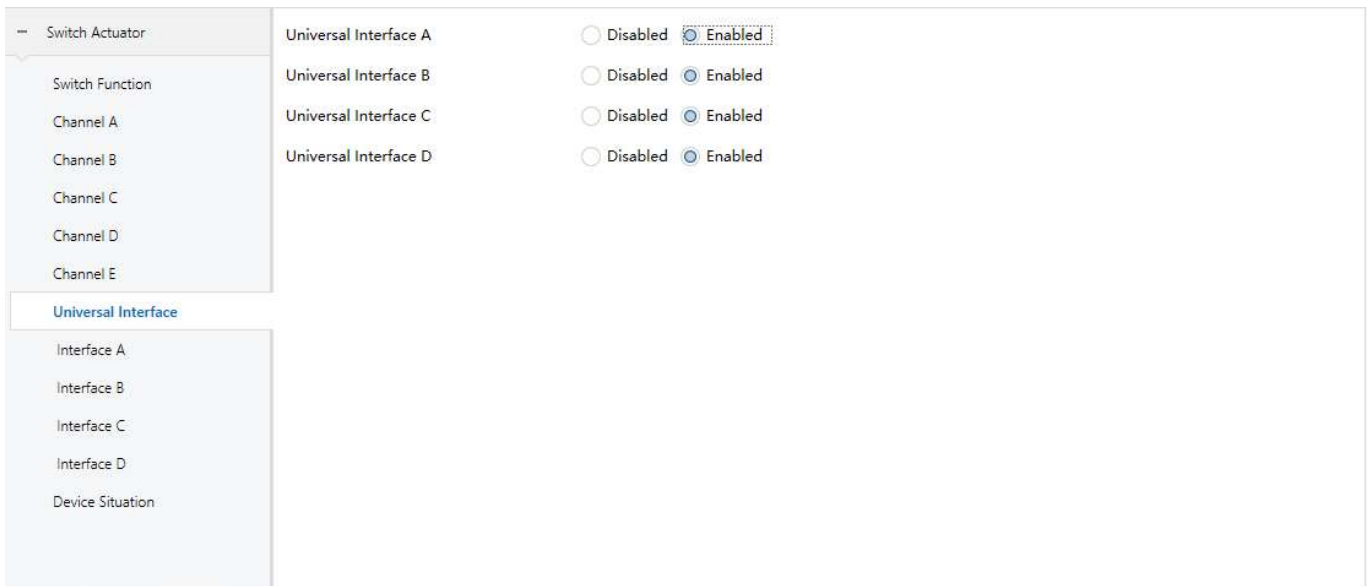 Switch Actuator
Switch Function
Channel A
Channel B
Channel C
Channel D
Channel E
Universal Interface
Interface A
Interface B
Interface C
Interface D
Device Situation
Universal Interface A Disabled Enabled
Universal Interface B Disabled Enabled
Universal Interface C Disabled Enabled
Universal Interface D Disabled Enabled